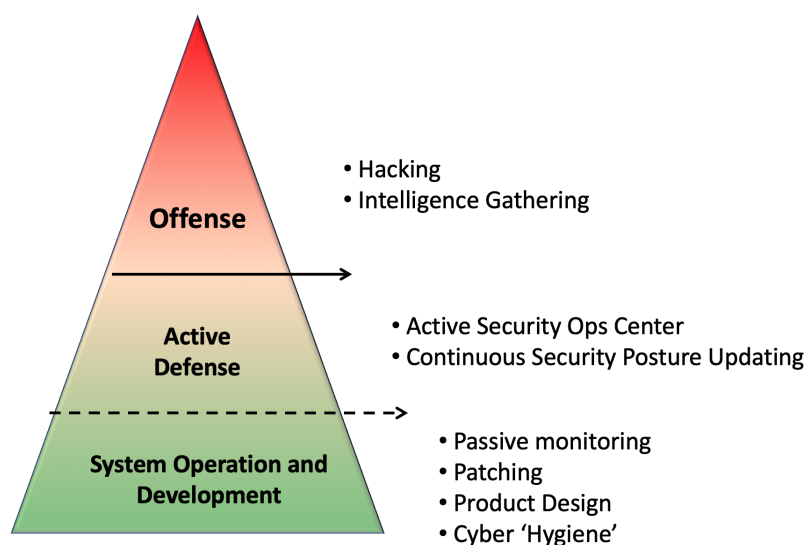 • Hacking
• Intelligence Gathering
Offense
Active
Defense
• Active Security Ops Center
• Continuous Security Posture Updating
System Operation and
Development
• Passive monitoring
• Patching
• Product Design
• Cyber ‘Hygiene’